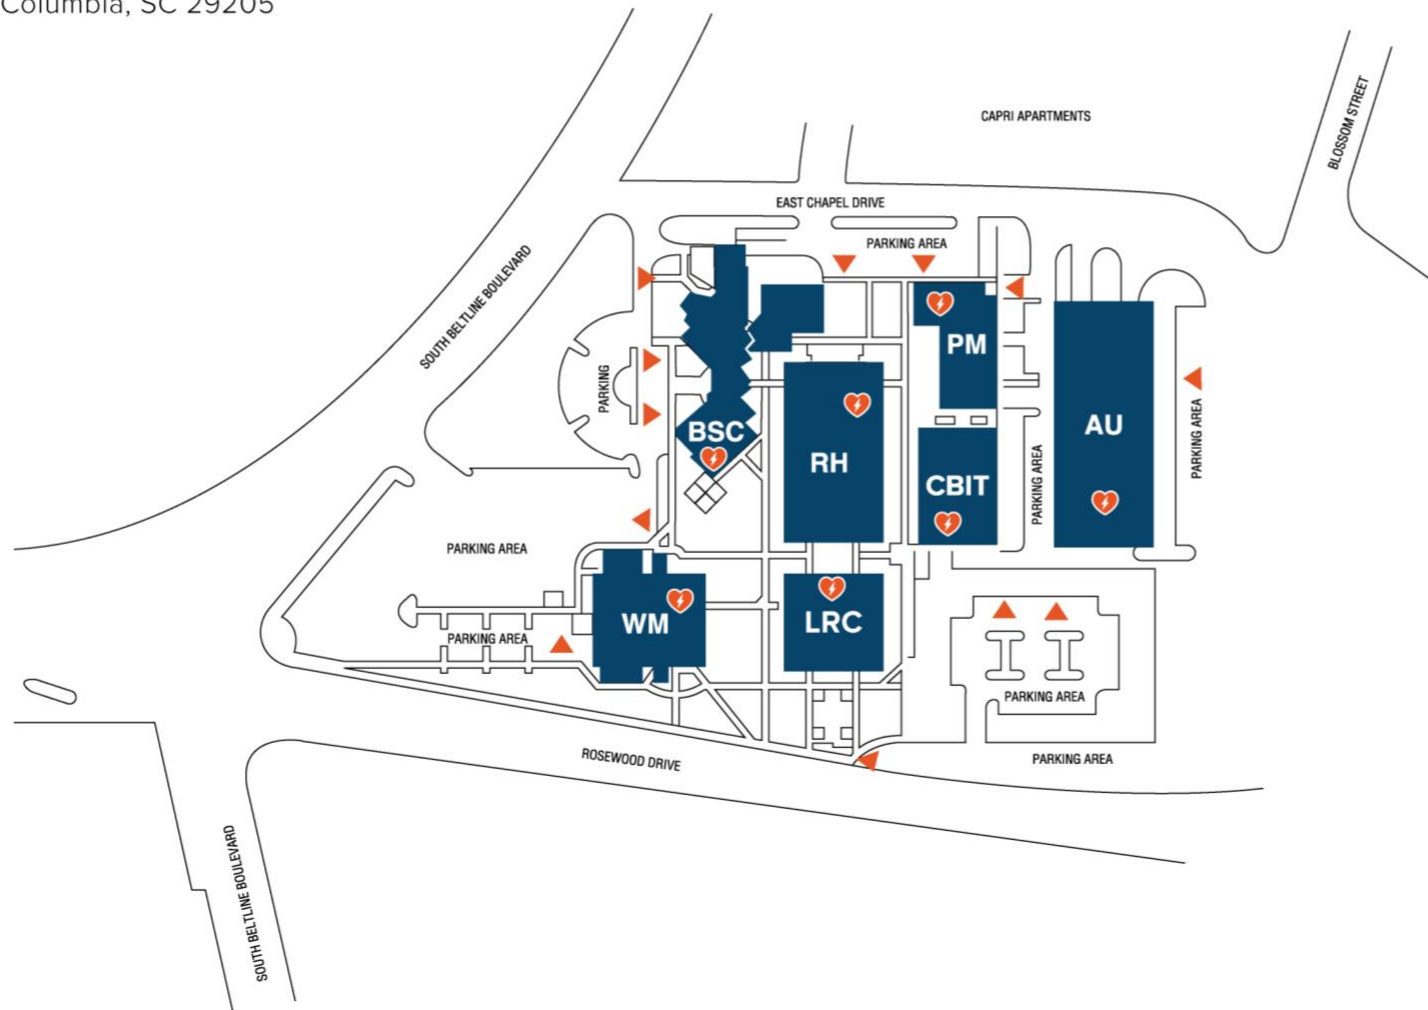 Columbia, SC 29205
CAPRI APARTMENTS
BLOSSOM STREET
EAST CHAPEL DRIVE
PARKING AREA
SOUTH BELTLINE BOULEVARD
PM
PARKING
AU
PARKING AREA
BSC
RH
CBIT
PARKING AREA
PARKING AREA
WM
LRC
PARKING AREA
PARKING AREA
ROSEWOOD DRIVE
PARKING AREA
SOUTH BELTLINE BOULEVARD